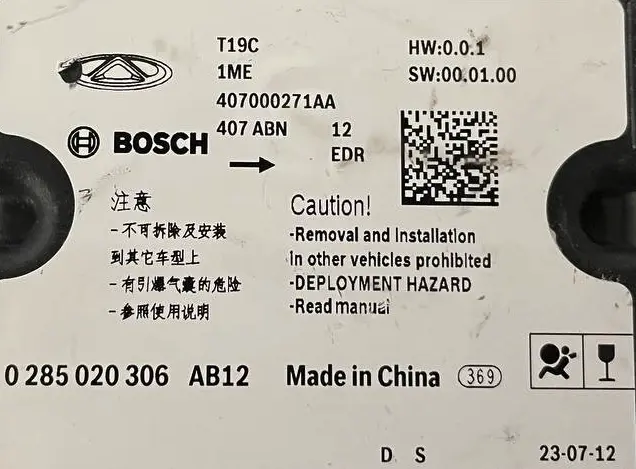 T19C
HW:0.0.1
1ME
SW:00.01.00
407000271AA
407 ABN 12
EDR
BOSCH
注意
-不可拆除及安装
到其它车型上
-有引爆气囊的危险
-参照使用说明
Caution!
-Removal and Installation
In other vehicles prohibited
-DEPLOYMENT HAZARD
-Read manual
0 285 020 306 AB12 Made in China 369
D S 23-07-12